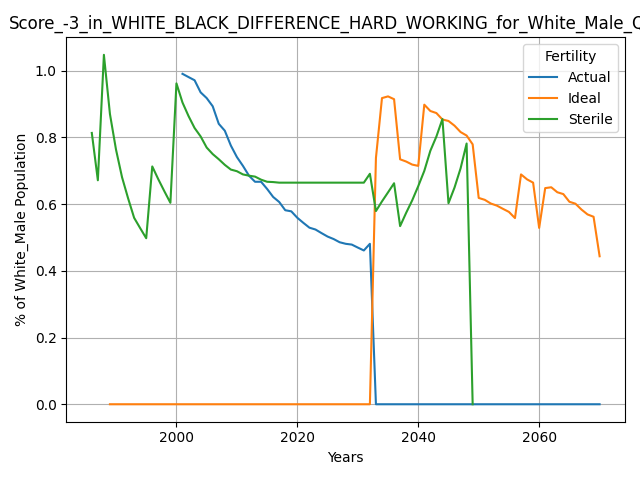 Score_-3_in_WHITE_BLACK_DIFFERENCE_HARD_WORKING_for_White_Male_
Fertility
Actual
Ideal
Sterile
% of White_Male Population
1.0
0.8
0.6
0.4
0.2
0.0
2000 2020 2040 2060
Years